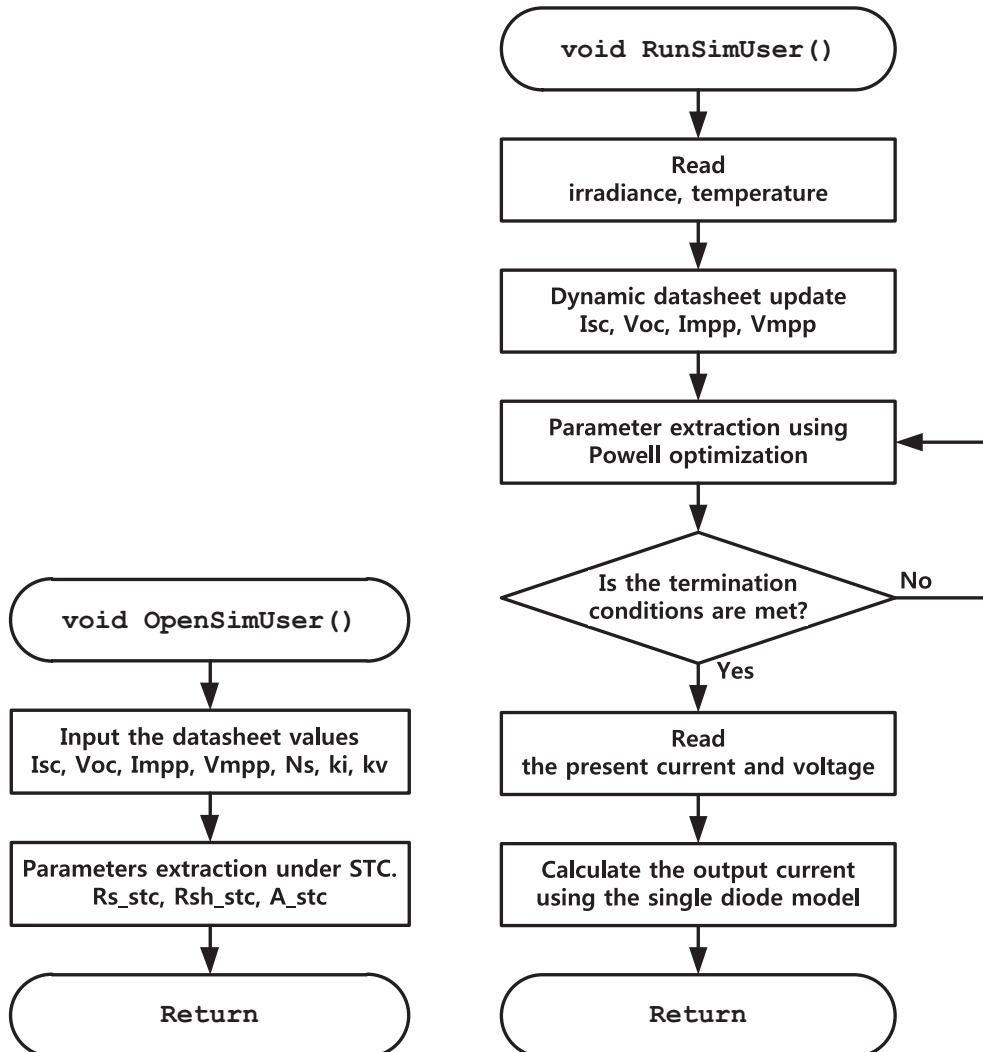 void RunSimUser()
Read
irradiance, temperature
Dynamic datasheet update
Isc, Voc, Impp, Vmpp
Parameter extraction using
Powell optimization
Is the termination
conditions are met?
No
Yes
Read
the present current and voltage
Calculate the output current
using the single diode model
Return
void OpenSimUser()
Input the datasheet values
Isc, Voc, Impp, Vmpp, Ns, ki, kv
Parameters extraction under STC.
Rs_stc, Rsh_stc, A_stc
Return